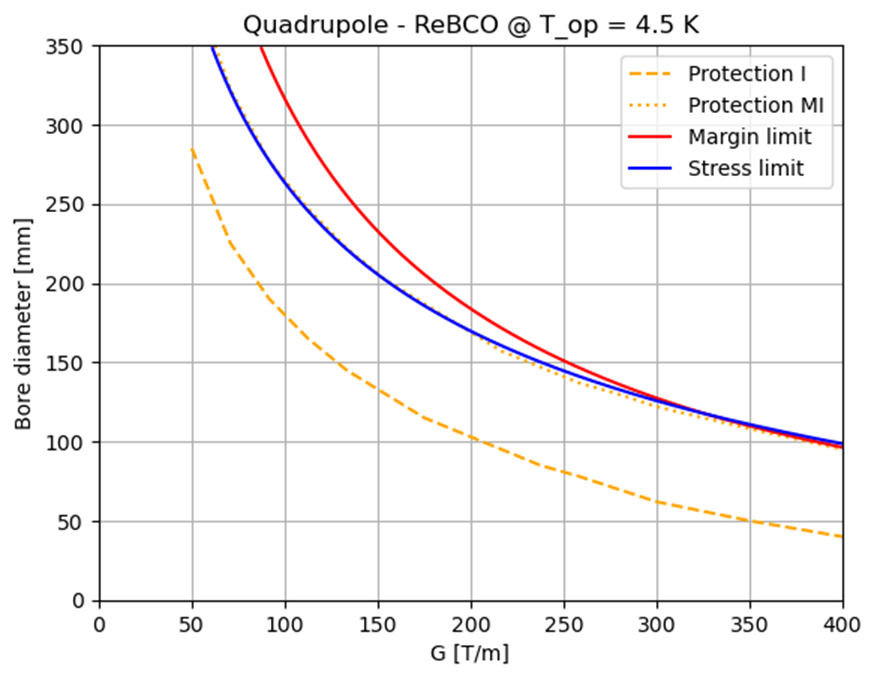 Quadrupole - ReBCO @ T_op = 4.5 K
Protection I
Protection MI
Margin limit
Stress limit
Bore diameter [mm]
350
300
250
200
150
100
50
0
0 50 100 150 200 250 300 350 400
G [T/m]